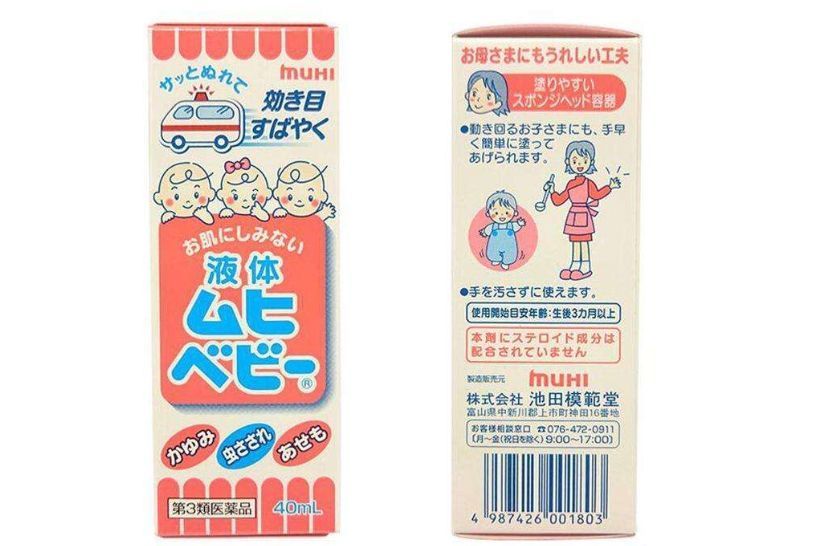 muHI
サッとぬれて
効き目
すばやく
お肌にしみない
液体
ムヒ
ベビー®
かゆみ
虫さされ
あせも
第3類医薬品
40mL
お母さまにもうれしい工夫
塗りやすい
スポンジヘッド容器
●動き回るお子さまにも、手早
く簡単に塗って
あげられます。
●手を汚さずに使えます。
使用開始目安年齢：生後3カ月以上
本剤にステロイド成分は
配合されていません
製造販売元
muHI
株式会社 池田模範堂
富山県中新川郡上市町神田16番地
お客様相談窓口 ☎076-472-0911
［月〜金(祝日を除く) 9:00〜17:00］
4 987426 001803